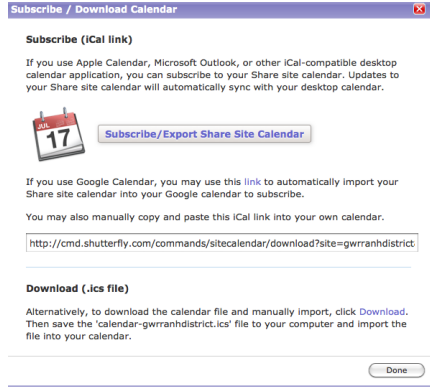 Subscribe / Download Calendar
Subscribe (iCal link)
If you use Apple Calendar, Microsoft Outlook, or other iCal-compatible desktop
calendar application, you can subscribe to your Share site calendar. Updates to
your Share site calendar will automatically sync with your desktop calendar.
JUL
17
Subscribe/Export Share Site Calendar
If you use Google Calendar, you may use this link to automatically import your
Share site calendar into your Google calendar to subscribe.
You may also manually copy and paste this iCal link into your own calendar.
http://cmd.shutterfly.com/commands/sitecalendar/download?site=gwrranhdistrict
Download (.ics file)
Alternatively, to download the calendar file and manually import, click Download.
Then save the 'calendar-gwrranhdistrict.ics' file to your computer and import the
file into your calendar.
Done